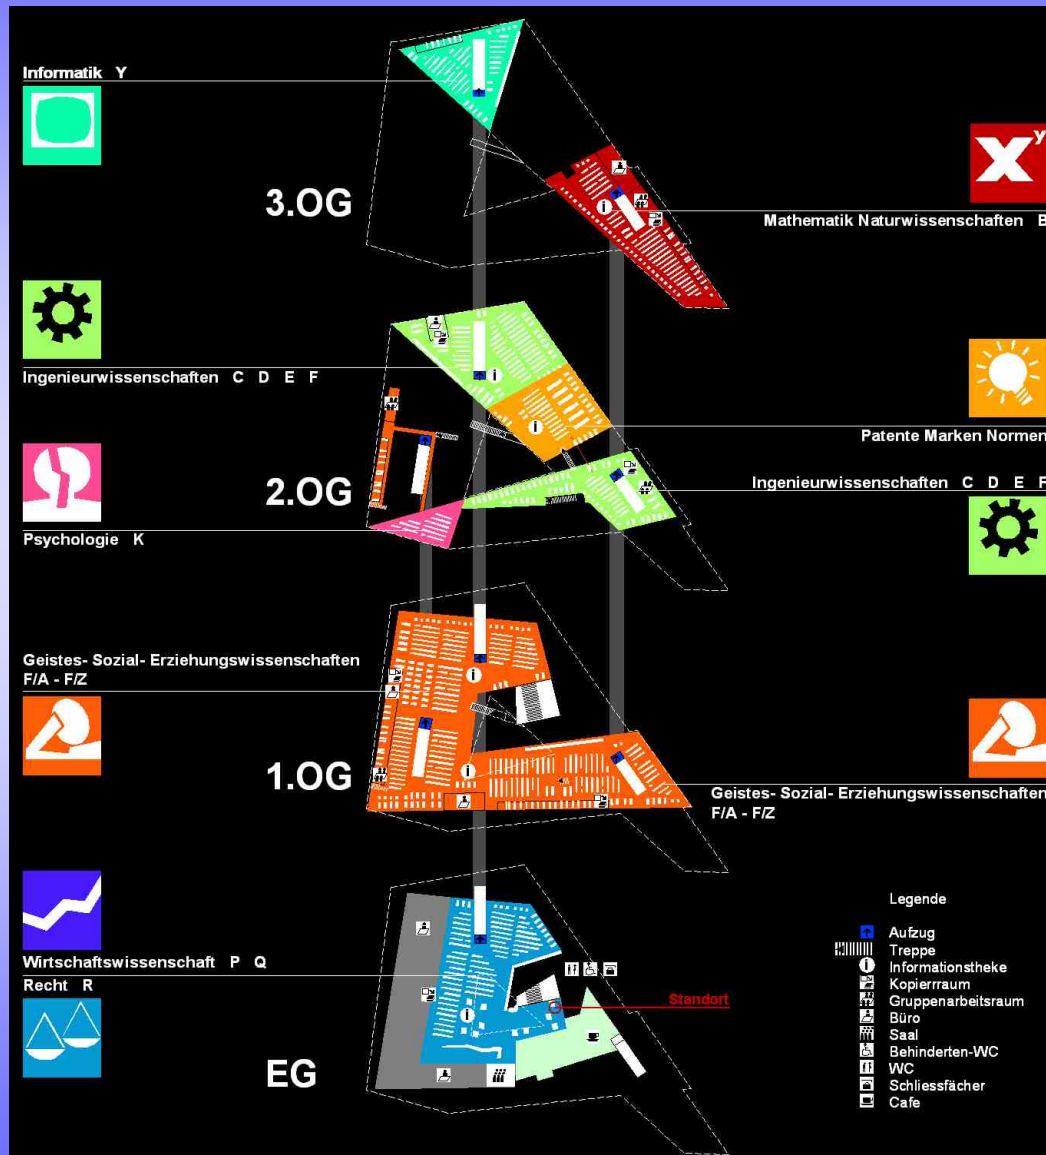 Informatik Y
3.OG
x y
Mathematik Naturwissenschaften B
Ingenieurwissenschaften C D E F
Patente Marken Normen
2.OG
Ingenieurwissenschaften C D E F
Psychologie K
Geistes- Sozial- Erziehungswissenschaften
F/A - F/Z
1.OG
Geistes- Sozial- Erziehungswissenschaften
F/A - F/Z
Wirtschaftswissenschaft P Q
Recht R
Standort
EG
Legende
Aufzug
Treppe
i Informationstheke
Kopierraum
Gruppenarbeitsraum
Büro
Saal
Behinderten-WC
WC
Schliessfächer
Cafe